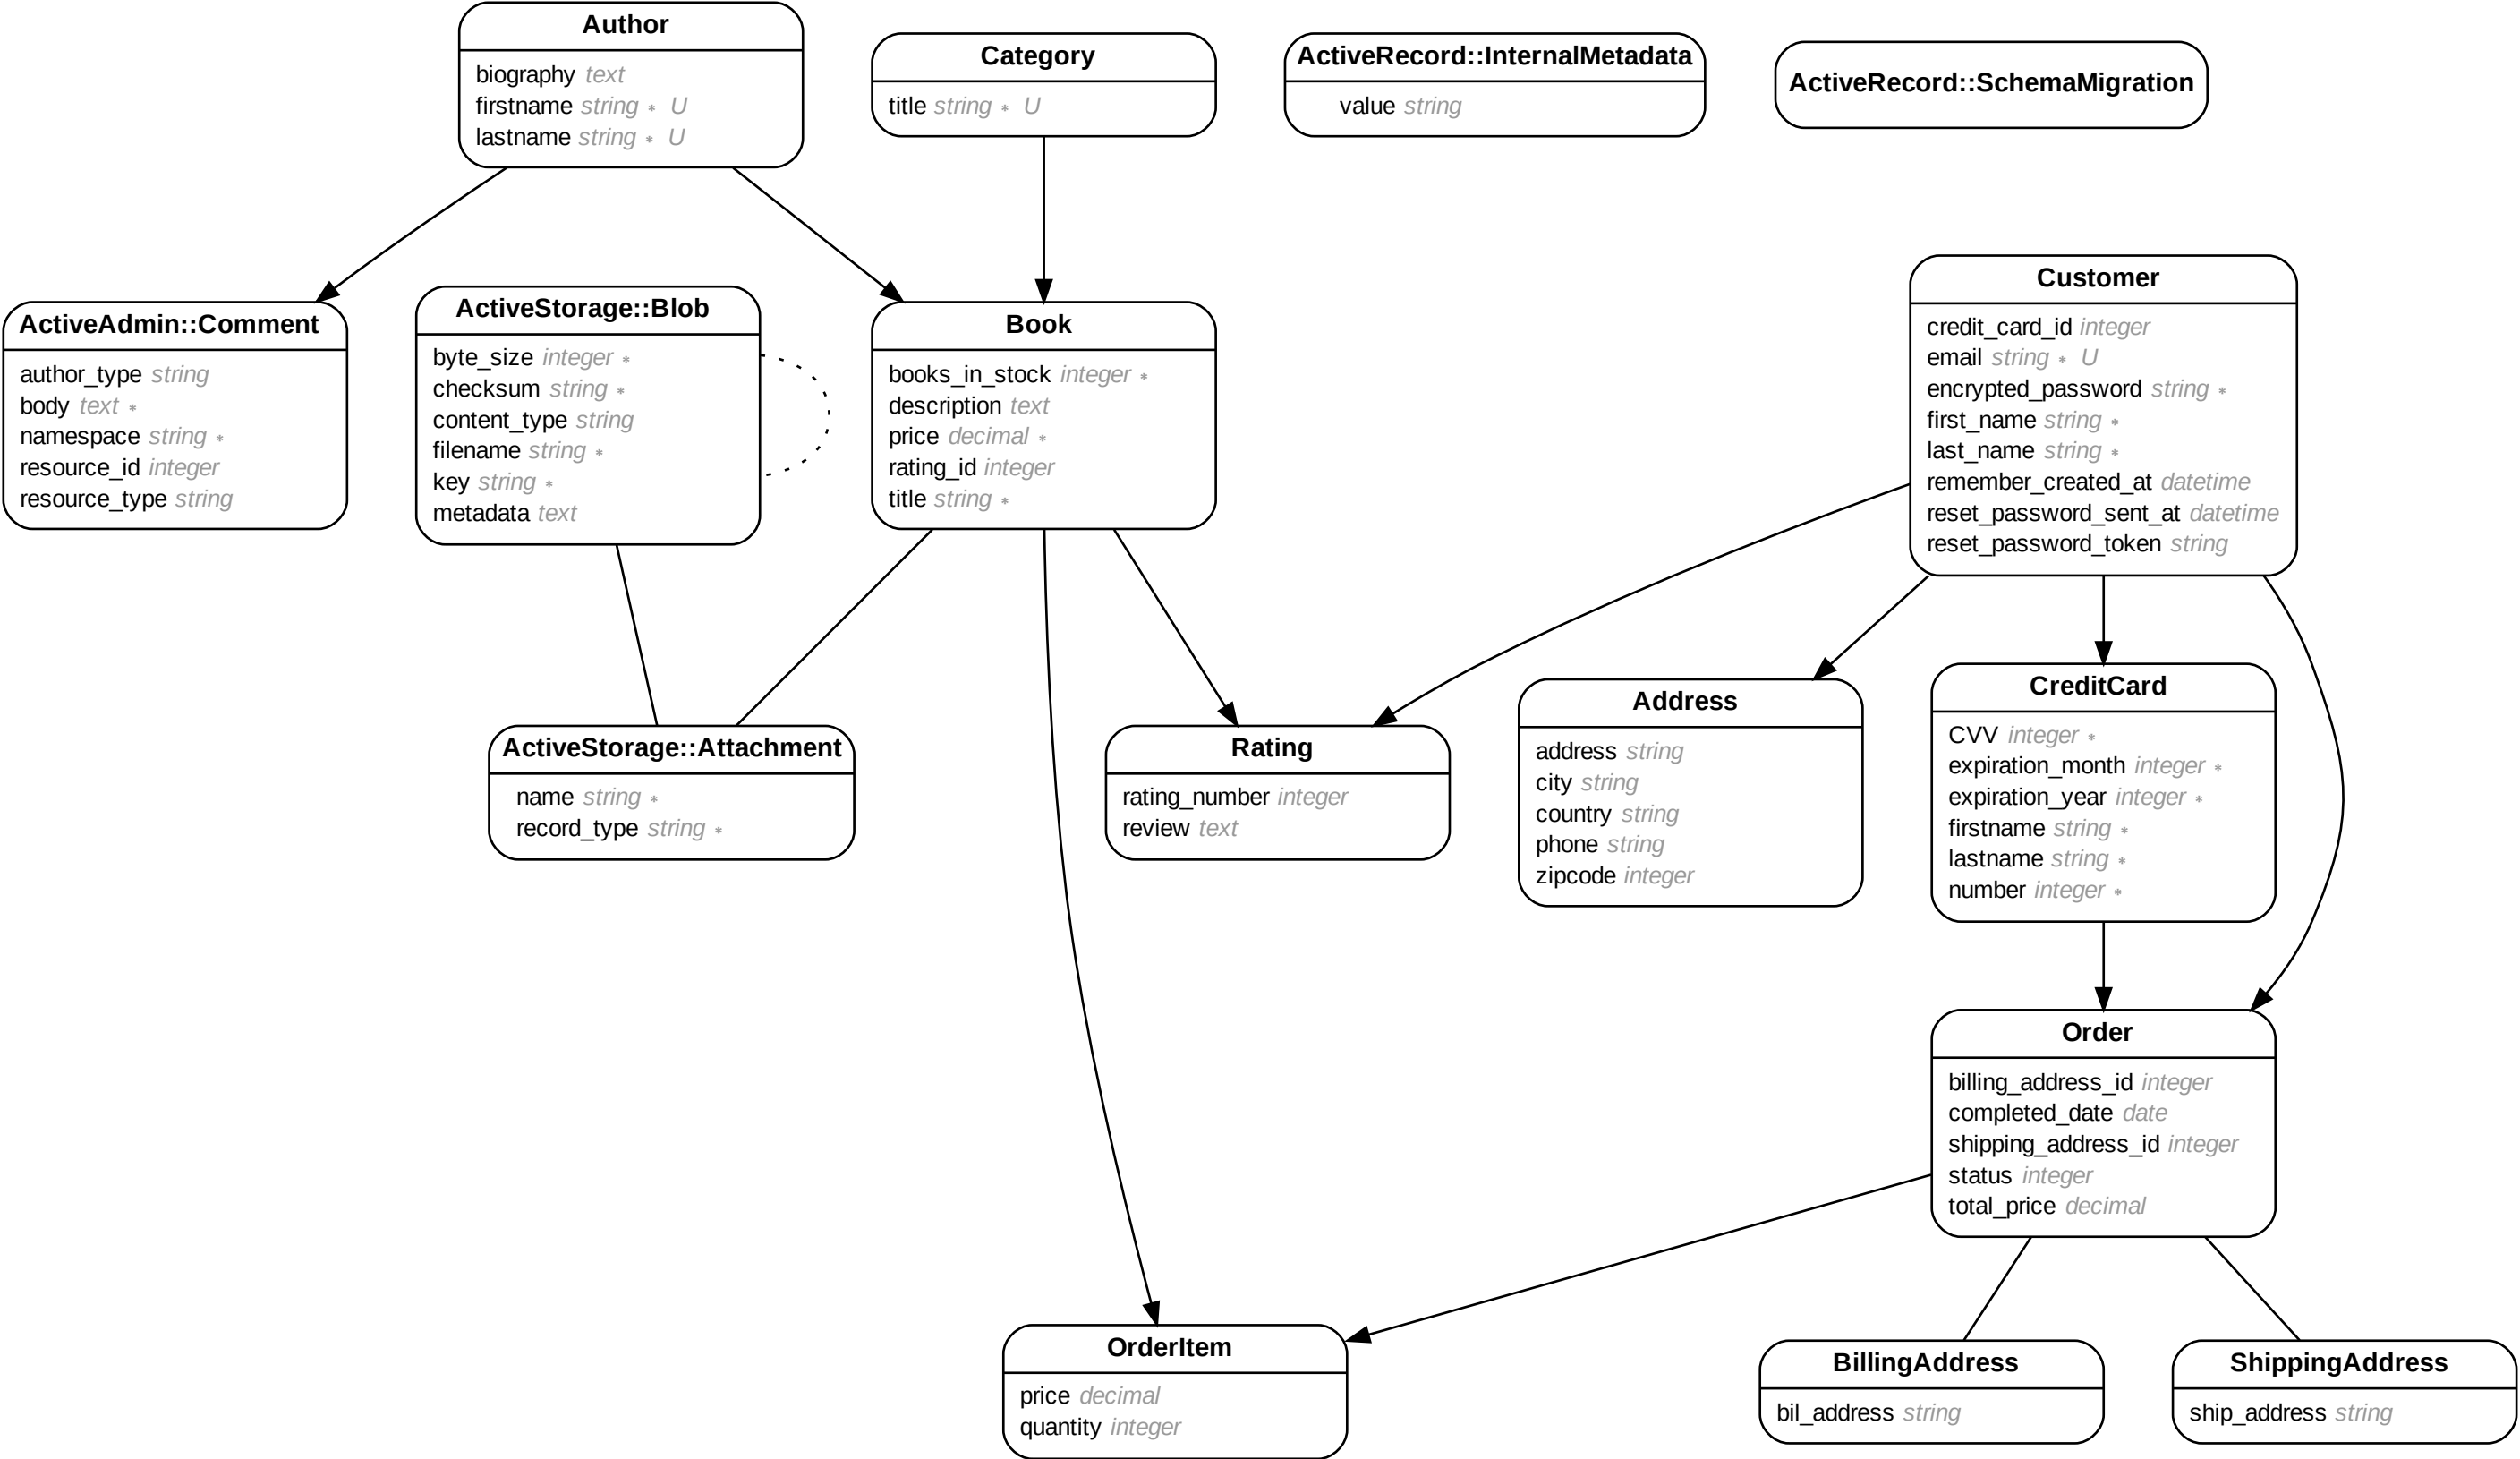 Author
biography text
firstname string * U
lastname string * U
Category
title string * U
ActiveRecord::InternalMetadata
value string
ActiveRecord::SchemaMigration
ActiveAdmin::Comment
author_type string
body text *
namespace string *
resource_id integer
resource_type string
ActiveStorage::Blob
byte_size integer *
checksum string *
content_type string
filename string *
key string *
metadata text
Book
books_in_stock integer *
description text
price decimal *
rating_id integer
title string *
Customer
credit_card_id integer
email string * U
encrypted_password string *
first_name string *
last_name string *
remember_created_at datetime
reset_password_sent_at datetime
reset_password_token string
ActiveStorage::Attachment
name string *
record_type string *
Rating
rating_number integer
review text
Address
address string
city string
country string
phone string
zipcode integer
CreditCard
CVV integer *
expiration_month integer *
expiration_year integer *
firstname string *
lastname string *
number integer *
Order
billing_address_id integer
completed_date date
shipping_address_id integer
status integer
total_price decimal
OrderItem
price decimal
quantity integer
BillingAddress
bil_address string
ShippingAddress
ship_address string